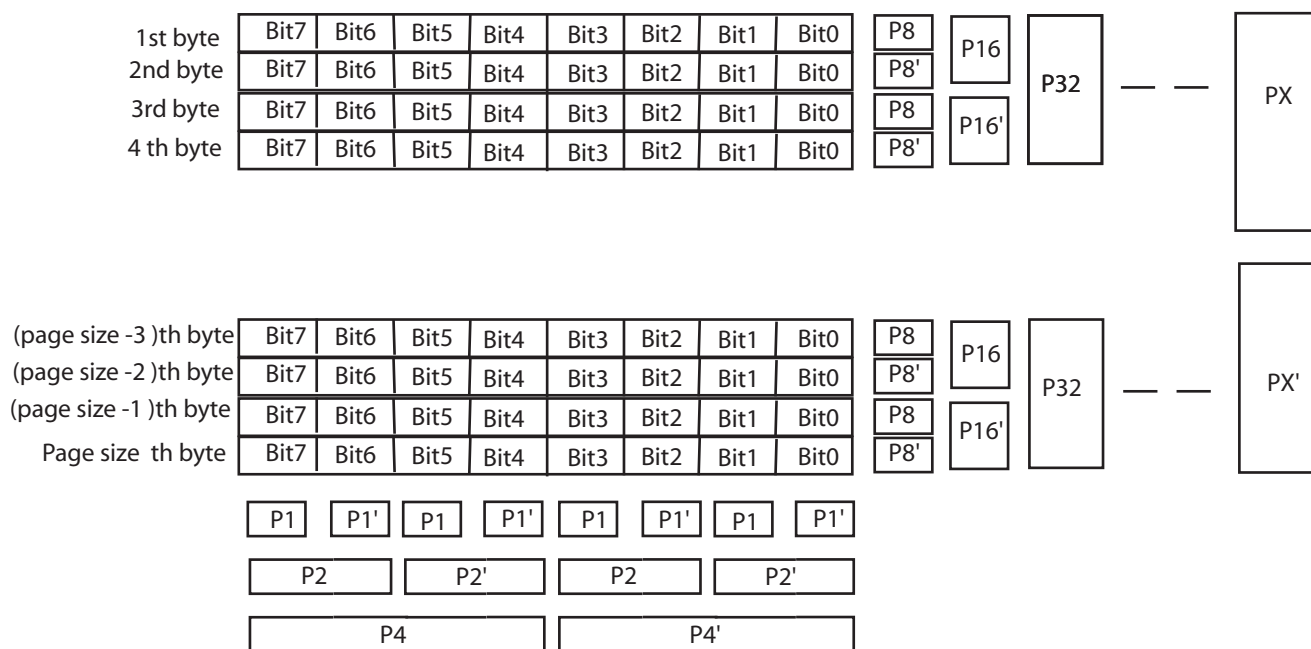 1st byte Bit7 Bit6 Bit5 Bit4 Bit3 Bit2 Bit1 Bit0 P8 P16 P32 PX
2nd byte Bit7 Bit6 Bit5 Bit4 Bit3 Bit2 Bit1 Bit0 P8'
3rd byte Bit7 Bit6 Bit5 Bit4 Bit3 Bit2 Bit1 Bit0 P8 P16'
4 th byte Bit7 Bit6 Bit5 Bit4 Bit3 Bit2 Bit1 Bit0 P8'
(page size -3 )th byte Bit7 Bit6 Bit5 Bit4 Bit3 Bit2 Bit1 Bit0 P8 P16 P32 PX'
(page size -2 )th byte Bit7 Bit6 Bit5 Bit4 Bit3 Bit2 Bit1 Bit0 P8'
(page size -1 )th byte Bit7 Bit6 Bit5 Bit4 Bit3 Bit2 Bit1 Bit0 P8 P16'
Page size th byte Bit7 Bit6 Bit5 Bit4 Bit3 Bit2 Bit1 Bit0 P8'
P1 P1' P1 P1' P1 P1' P1 P1'
P2 P2' P2 P2'
P4 P4'